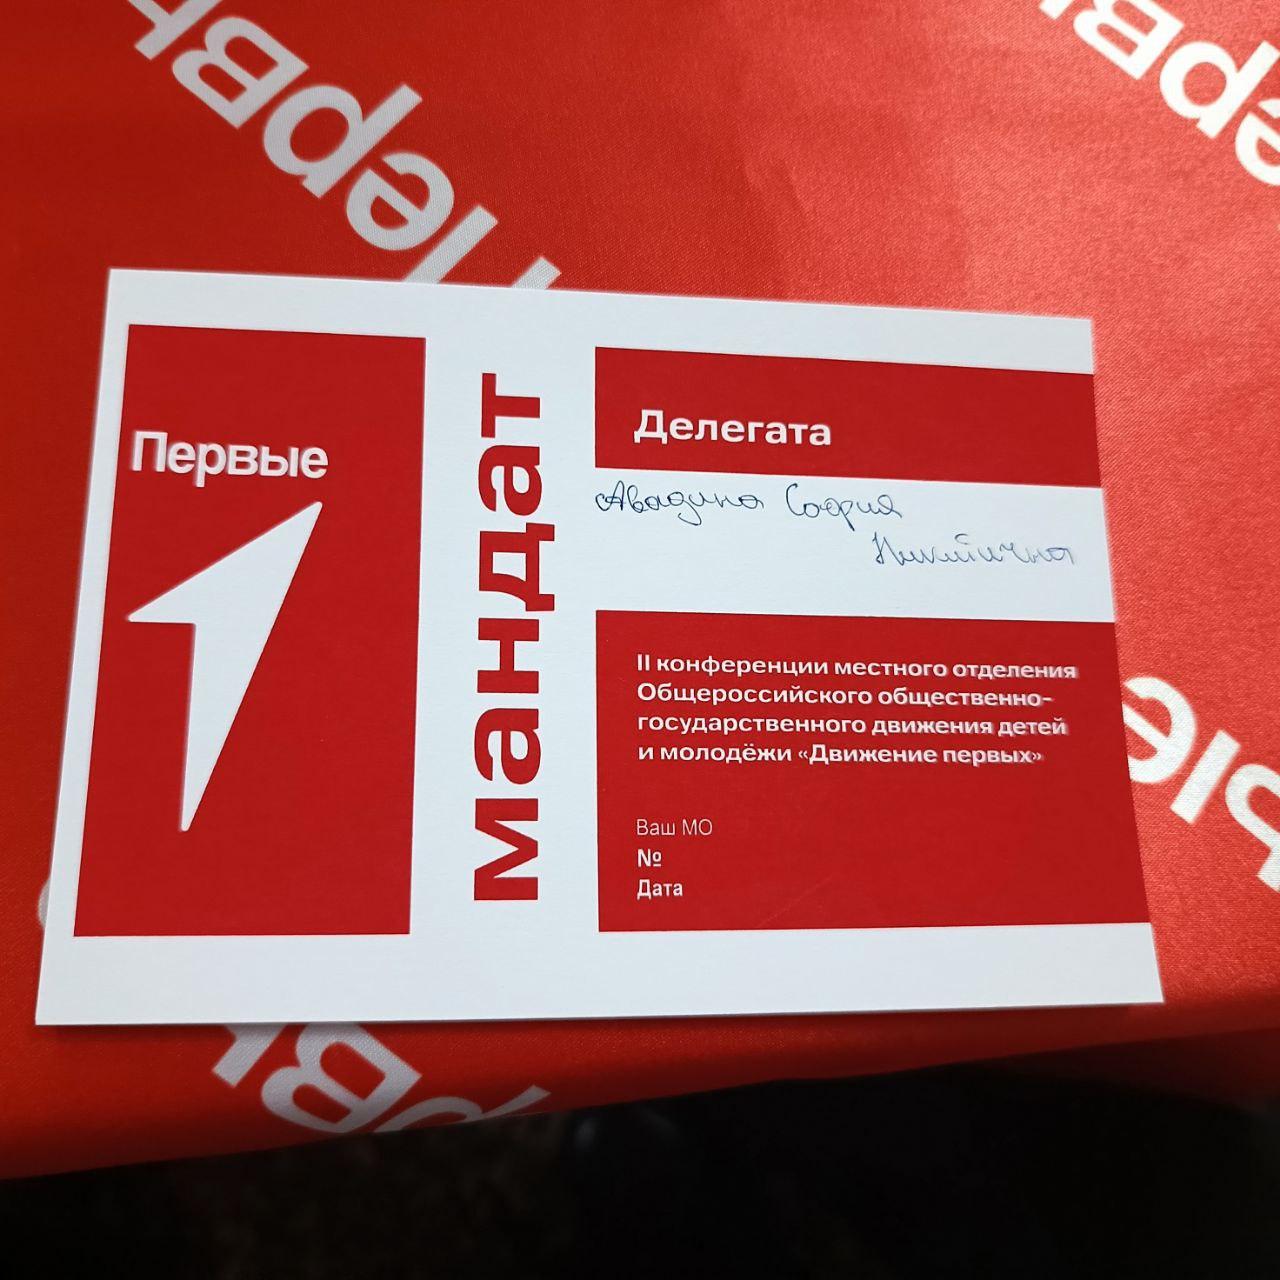 Первые
мандат
Делегата
Авадина София
Никитична
II конференции местного отделения
Общероссийского общественно-
государственного движения детей
и молодёжи «Движение первых»
Ваш МО
№
Дата